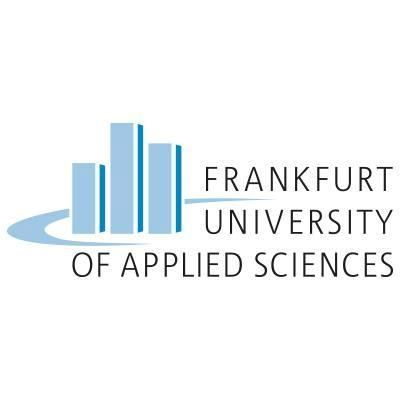 FRANKFURT
UNIVERSITY
OF APPLIED SCIENCES